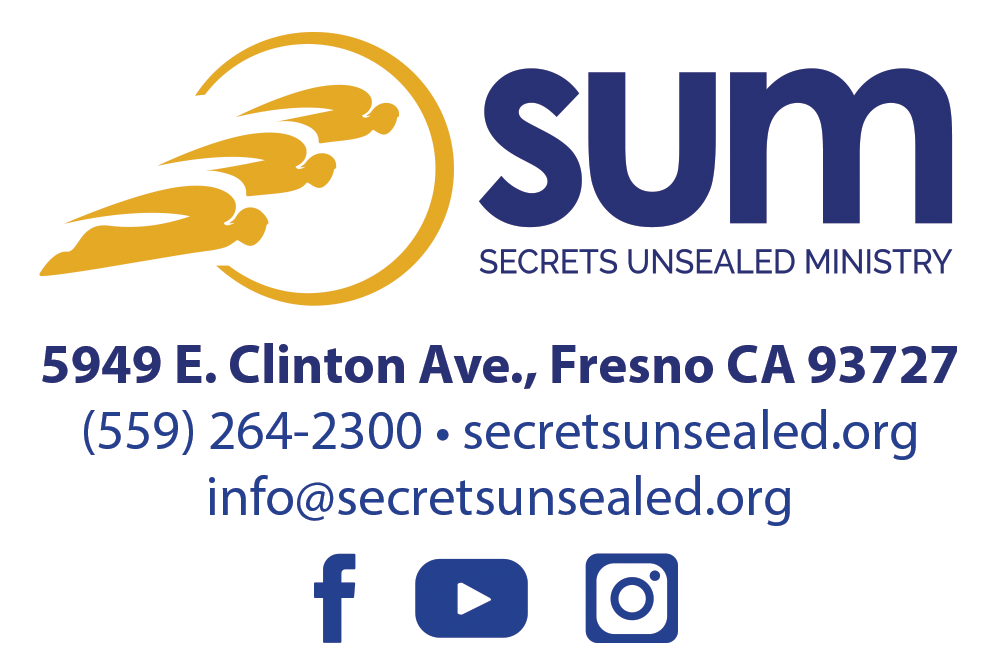 sum
SECRETS UNSEALED MINISTRY
5949 E. Clinton Ave., Fresno CA 93727
(559) 264-2300 • secretsunsealed.org
info@secretsunsealed.org